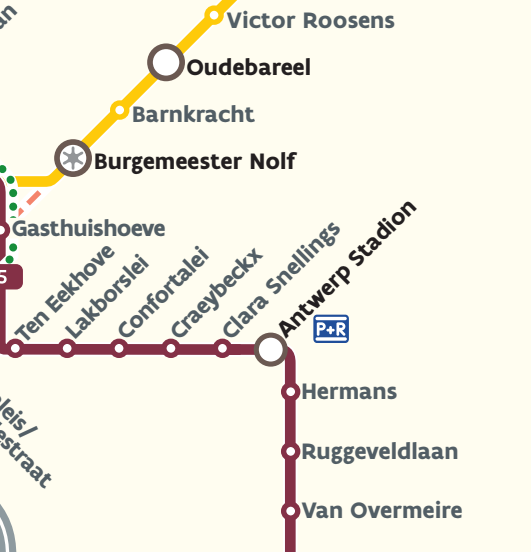 Victor Roosens
Oudebareel
Barnkracht
Burgemeester Nolf
Gasthuishoeve
5
Ten Eekhove
Lakborslei
Confortalei
Craeybeckx
Clara Snellings
Antwerp Stadion
P+R
Hermans
Ruggeveldlaan
Van Overmeire